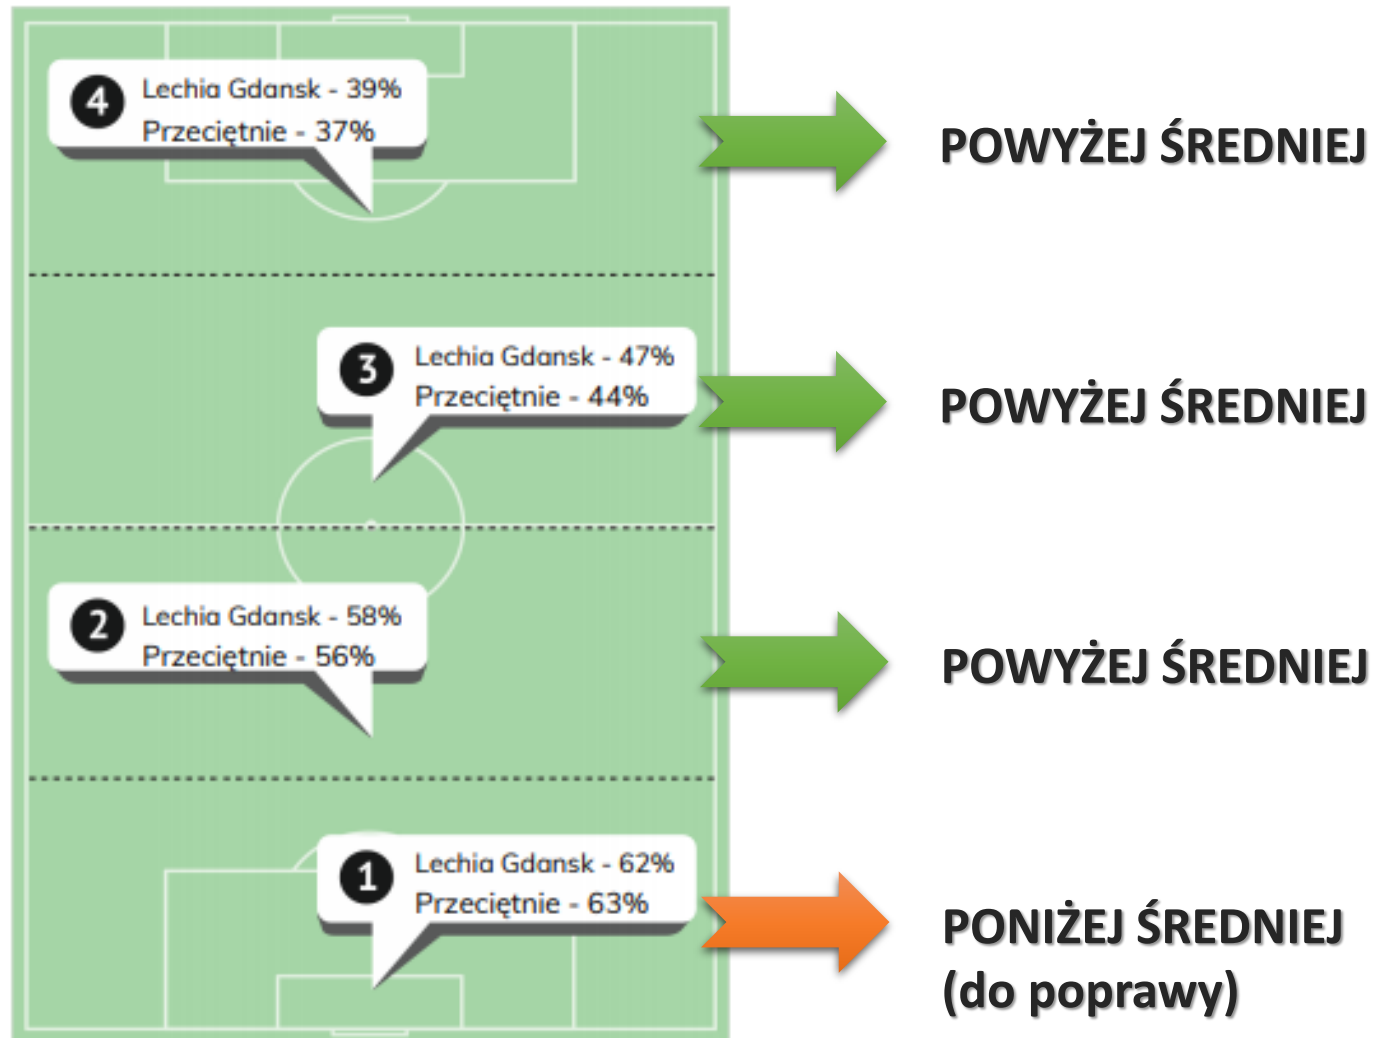 4
Lechia Gdansk - 39%
Przeciętnie - 37%
POWYŻEJ ŚREDNIEJ
3
Lechia Gdansk - 47%
Przeciętnie - 44%
POWYŻEJ ŚREDNIEJ
2
Lechia Gdansk - 58%
Przeciętnie - 56%
POWYŻEJ ŚREDNIEJ
1
Lechia Gdansk - 62%
Przeciętnie - 63%
PONIŻEJ ŚREDNIEJ
(do poprawy)